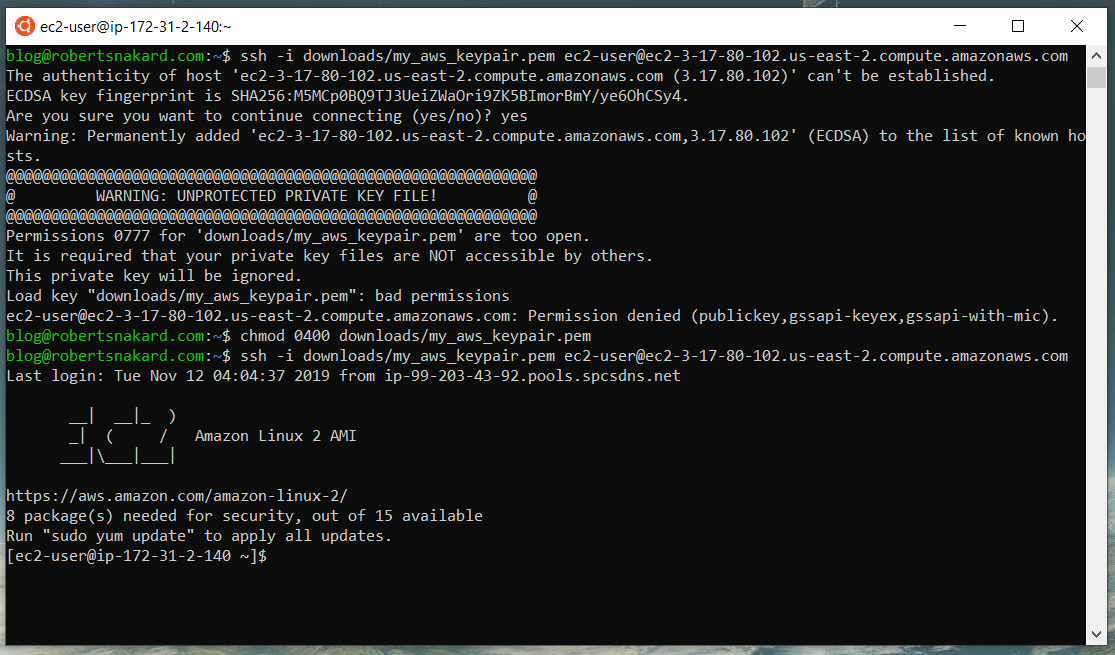 ec2-user@ip-172-31-2-140:~
blog@robertsnakard.com:~$ ssh -i downloads/my_aws_keypair.pem ec2-user@ec2-3-17-80-102.us-east-2.compute.amazonaws.com
The authenticity of host 'ec2-3-17-80-102.us-east-2.compute.amazonaws.com (3.17.80.102)' can't be established.
ECDSA key fingerprint is SHA256:M5MCp0BQ9TJ3UeiZWaOri9ZK5BImorBmY/ye6OhCSy4.
Are you sure you want to continue connecting (yes/no)? yes
Warning: Permanently added 'ec2-3-17-80-102.us-east-2.compute.amazonaws.com,3.17.80.102' (ECDSA) to the list of known ho
sts.
@@@@@@@@@@@@@@@@@@@@@@@@@@@@@@@@@@@@@@@@@@@@@@@@@@@@@@@@@@@
@         WARNING: UNPROTECTED PRIVATE KEY FILE!          @
@@@@@@@@@@@@@@@@@@@@@@@@@@@@@@@@@@@@@@@@@@@@@@@@@@@@@@@@@@@
Permissions 0777 for 'downloads/my_aws_keypair.pem' are too open.
It is required that your private key files are NOT accessible by others.
This private key will be ignored.
Load key "downloads/my_aws_keypair.pem": bad permissions
ec2-user@ec2-3-17-80-102.us-east-2.compute.amazonaws.com: Permission denied (publickey,gssapi-keyex,gssapi-with-mic).
blog@robertsnakard.com:~$ chmod 0400 downloads/my_aws_keypair.pem
blog@robertsnakard.com:~$ ssh -i downloads/my_aws_keypair.pem ec2-user@ec2-3-17-80-102.us-east-2.compute.amazonaws.com
Last login: Tue Nov 12 04:04:37 2019 from ip-99-203-43-92.pools.spcsdns.net

       __|  __|_  )
       _|  (     /   Amazon Linux 2 AMI
      ___|\___|___|

https://aws.amazon.com/amazon-linux-2/
8 package(s) needed for security, out of 15 available
Run "sudo yum update" to apply all updates.
[ec2-user@ip-172-31-2-140 ~]$